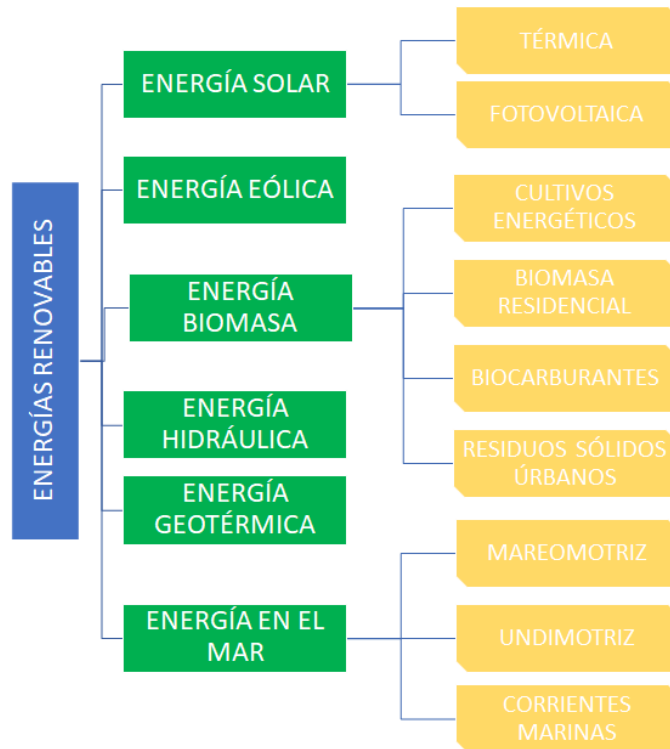 ENERGÍAS RENOVABLES
ENERGÍA SOLAR
TÉRMICA
FOTOVOLTAICA
ENERGÍA EÓLICA
ENERGÍA
BIOMASA
CULTIVOS
ENERGÉTICOS
BIOMASA
RESIDENCIAL
BIOCARBURANTES
RESIDUOS SÓLIDOS
ÚRBANOS
ENERGÍA
HIDRÁULICA
ENERGÍA
GEOTÉRMICA
ENERGÍA EN EL
MAR
MAREOMOTRIZ
UNDIMOTRIZ
CORRIENTES
MARINAS